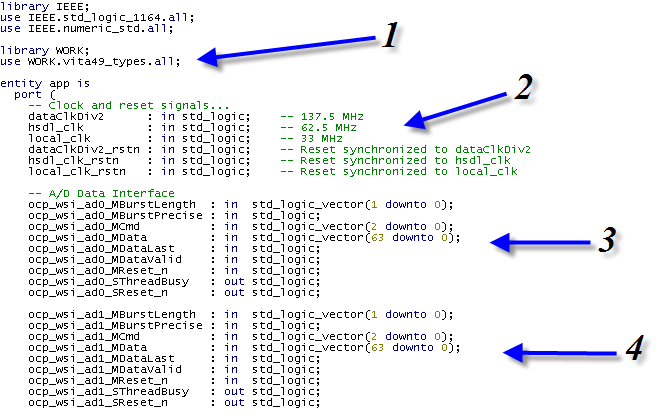 library IEEE;
use IEEE.std_logic_1164.all;
use IEEE.numeric_std.all;
1
library WORK;
use WORK.vita49_types.all;
entity app is
port (
2
-- Clock and reset signals...
dataClkDiv2 : in std_logic; -- 137.5 MHz
hsdl_clk : in std_logic; -- 62.5 MHz
local_clk : in std_logic; -- 33 MHz
dataClkDiv2_rstn : in std_logic; -- Reset synchronized to dataClkDiv2
hsdl_clk_rstn : in std_logic; -- Reset synchronized to hsdl_clk
local_clk_rstn : in std_logic; -- Reset synchronized to local_clk
-- A/D Data Interface
ocp_wsi_ad0_MBurstLength : in std_logic_vector(1 downto 0);
ocp_wsi_ad0_MBurstPrecise : in std_logic;
ocp_wsi_ad0_MCmd : in std_logic_vector(2 downto 0);
ocp_wsi_ad0_MData : in std_logic_vector(63 downto 0);
3
ocp_wsi_ad0_MDataLast : in std_logic;
ocp_wsi_ad0_MDataValid : in std_logic;
ocp_wsi_ad0_MReset_n : in std_logic;
ocp_wsi_ad0_SThreadBusy : out std_logic;
ocp_wsi_ad0_SReset_n : out std_logic;
ocp_wsi_ad1_MBurstLength : in std_logic_vector(1 downto 0);
ocp_wsi_ad1_MBurstPrecise : in std_logic;
ocp_wsi_ad1_MCmd : in std_logic_vector(2 downto 0);
ocp_wsi_ad1_MData : in std_logic_vector(63 downto 0);
4
ocp_wsi_ad1_MDataLast : in std_logic;
ocp_wsi_ad1_MDataValid : in std_logic;
ocp_wsi_ad1_MReset_n : in std_logic;
ocp_wsi_ad1_SThreadBusy : out std_logic;
ocp_wsi_ad1_SReset_n : out std_logic;